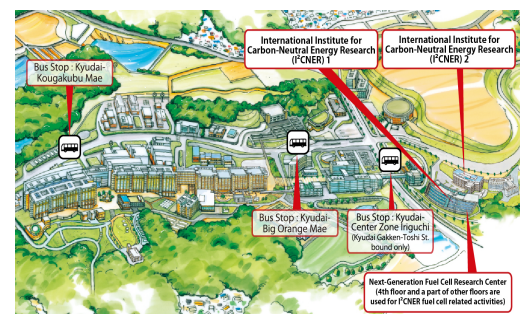 International Institute for
Carbon-Neutral Energy Research
(I²CNER) 1
International Institute for
Carbon-Neutral Energy Research
(I²CNER) 2
Bus Stop : Kyudai-
Kougakubu Mae
Bus Stop : Kyudai-
Big Orange Mae
Bus Stop : Kyudai-
Center Zone Iriguchi
(Kyudai Gakken-Toshi St.
bound only)
Next-Generation Fuel Cell Research Center
(4th floor and a part of other floors are
used for I²CNER fuel cell related activities)